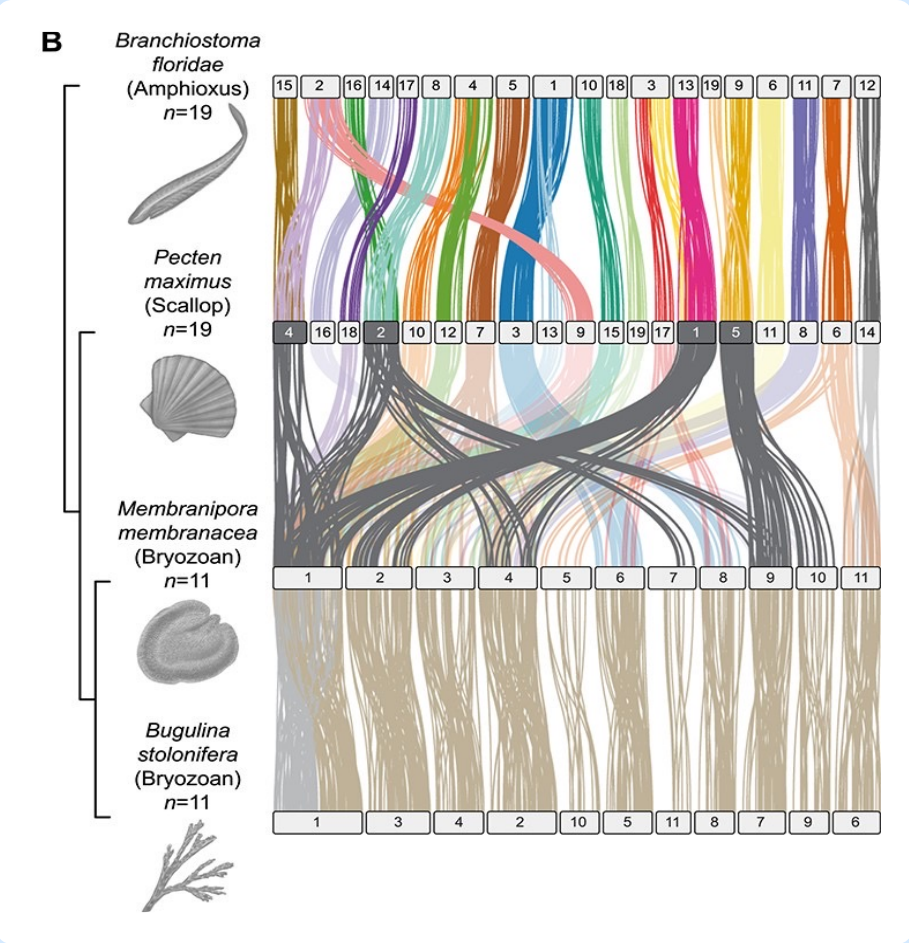 B
Branchiostoma
floridae
(Amphioxus)
n=19
15 2 16 14 17 8 4 5 1 10 18 3 13 19 9 6 11 7 12
Pecten
maximus
(Scallop)
n=19
4 16 18 2 10 12 7 3 13 9 15 19 17 1 5 11 8 6 14
Membranipora
membranacea
(Bryozoan)
n=11
1 2 3 4 5 6 7 8 9 10 11
Bugulina
stolonifera
(Bryozoan)
n=11
1 3 4 2 10 5 11 8 7 9 6